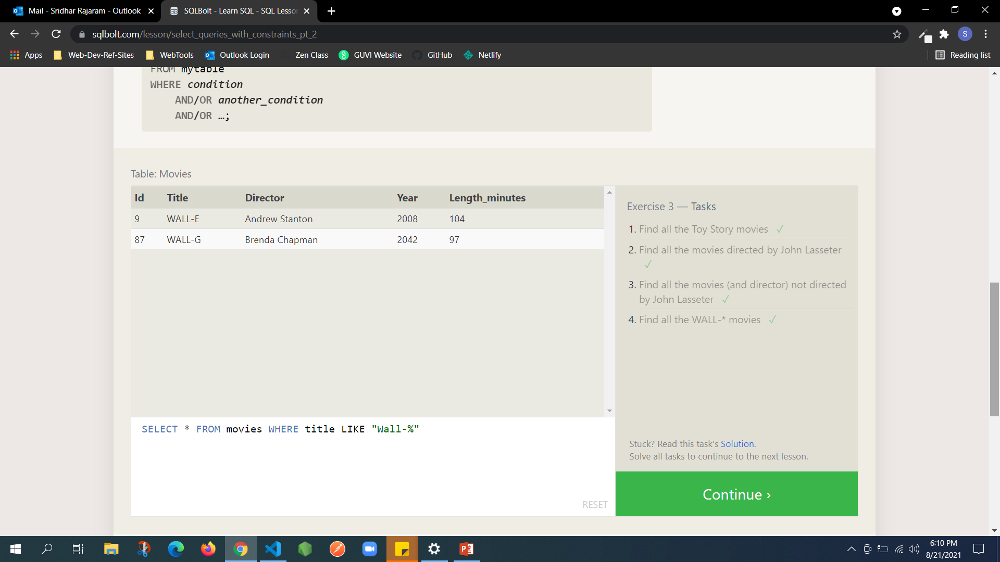 Mail - Sridhar Rajaram - Outlook
SQLBolt - Learn SQL - SQL Lesso
sqlbolt.com/lesson/select_queries_with_constraints_pt_2
S
Apps
Web-Dev-Ref-Sites
WebTools
Outlook Login
Zen Class
GUVI Website
GitHub
Netlify
Reading list
FROM mytable
WHERE condition
AND/OR another_condition
AND/OR …;
Table: Movies
Id Title Director Year Length_minutes
9 WALL-E Andrew Stanton 2008 104
87 WALL-G Brenda Chapman 2042 97
SELECT * FROM movies WHERE title LIKE "Wall-%"
RESET
Exercise 3 — Tasks
1. Find all the Toy Story movies ✓
2. Find all the movies directed by John Lasseter
✓
3. Find all the movies (and director) not directed
by John Lasseter ✓
4. Find all the WALL-* movies ✓
Stuck? Read this task's Solution.
Solve all tasks to continue to the next lesson.
Continue ›
6:10 PM
8/21/2021